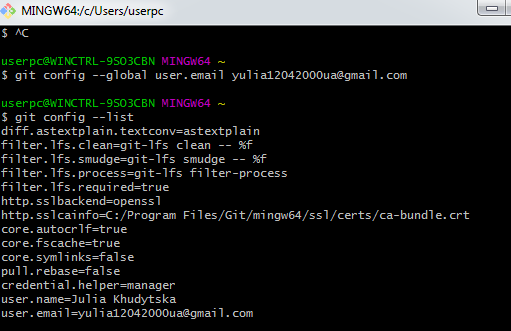 MINGW64:/c/Users/userpc
$ ^C
userpc@WINCTRL-9SO3CBN MINGW64 ~
$ git config --global user.email yulia12042000ua@gmail.com
userpc@WINCTRL-9SO3CBN MINGW64 ~
$ git config --list
diff.astextplain.textconv=astextplain
filter.lfs.clean=git-lfs clean -- %f
filter.lfs.smudge=git-lfs smudge -- %f
filter.lfs.process=git-lfs filter-process
filter.lfs.required=true
http.sslbackend=openssl
http.sslcainfo=C:/Program Files/Git/mingw64/ssl/certs/ca-bundle.crt
core.autocrlf=true
core.fscache=true
core.symlinks=false
pull.rebase=false
credential.helper=manager
user.name=Julia Khudytska
user.email=yulia12042000ua@gmail.com